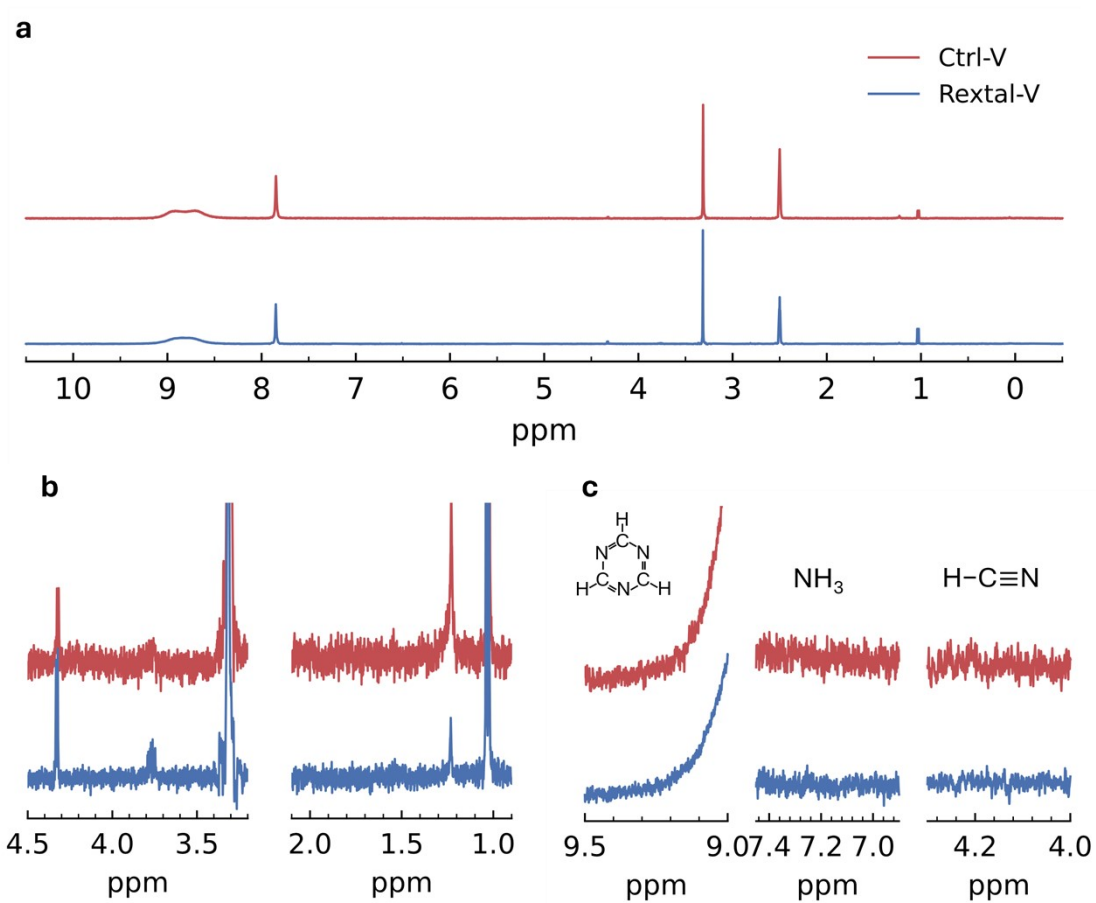 a
Ctrl-V
Rextal-V
10 9 8 7 6 5 4 3 2 1 0
ppm
b
4.5 4.0 3.5
ppm
2.0 1.5 1.0
ppm
c
H
N C N
H C N C H
9.5 9.0
ppm
NH3
7.4 7.2 7.0
ppm
H–C≡N
4.2 4.0
ppm